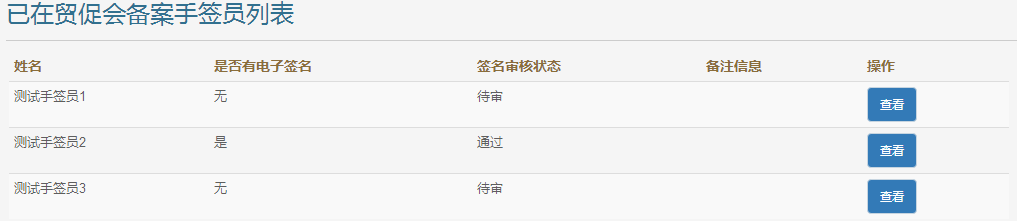 已在贸促会备案手签员列表
姓名 是否有电子签名 签名审核状态 备注信息 操作
测试手签员1 无 待审 查看
测试手签员2 是 通过 查看
测试手签员3 无 待审 查看